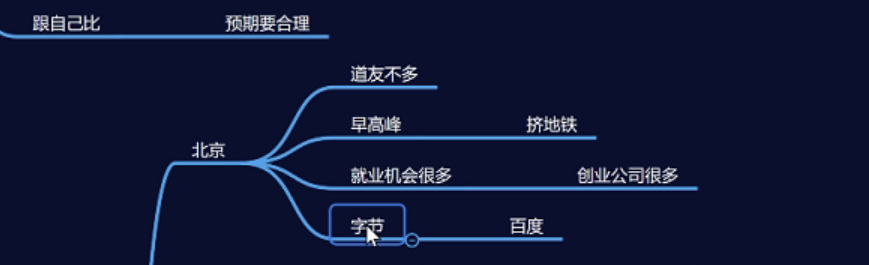 跟自己比 预期要合理
道友不多
早高峰 挤地铁
北京
就业机会很多 创业公司很多
字节 百度